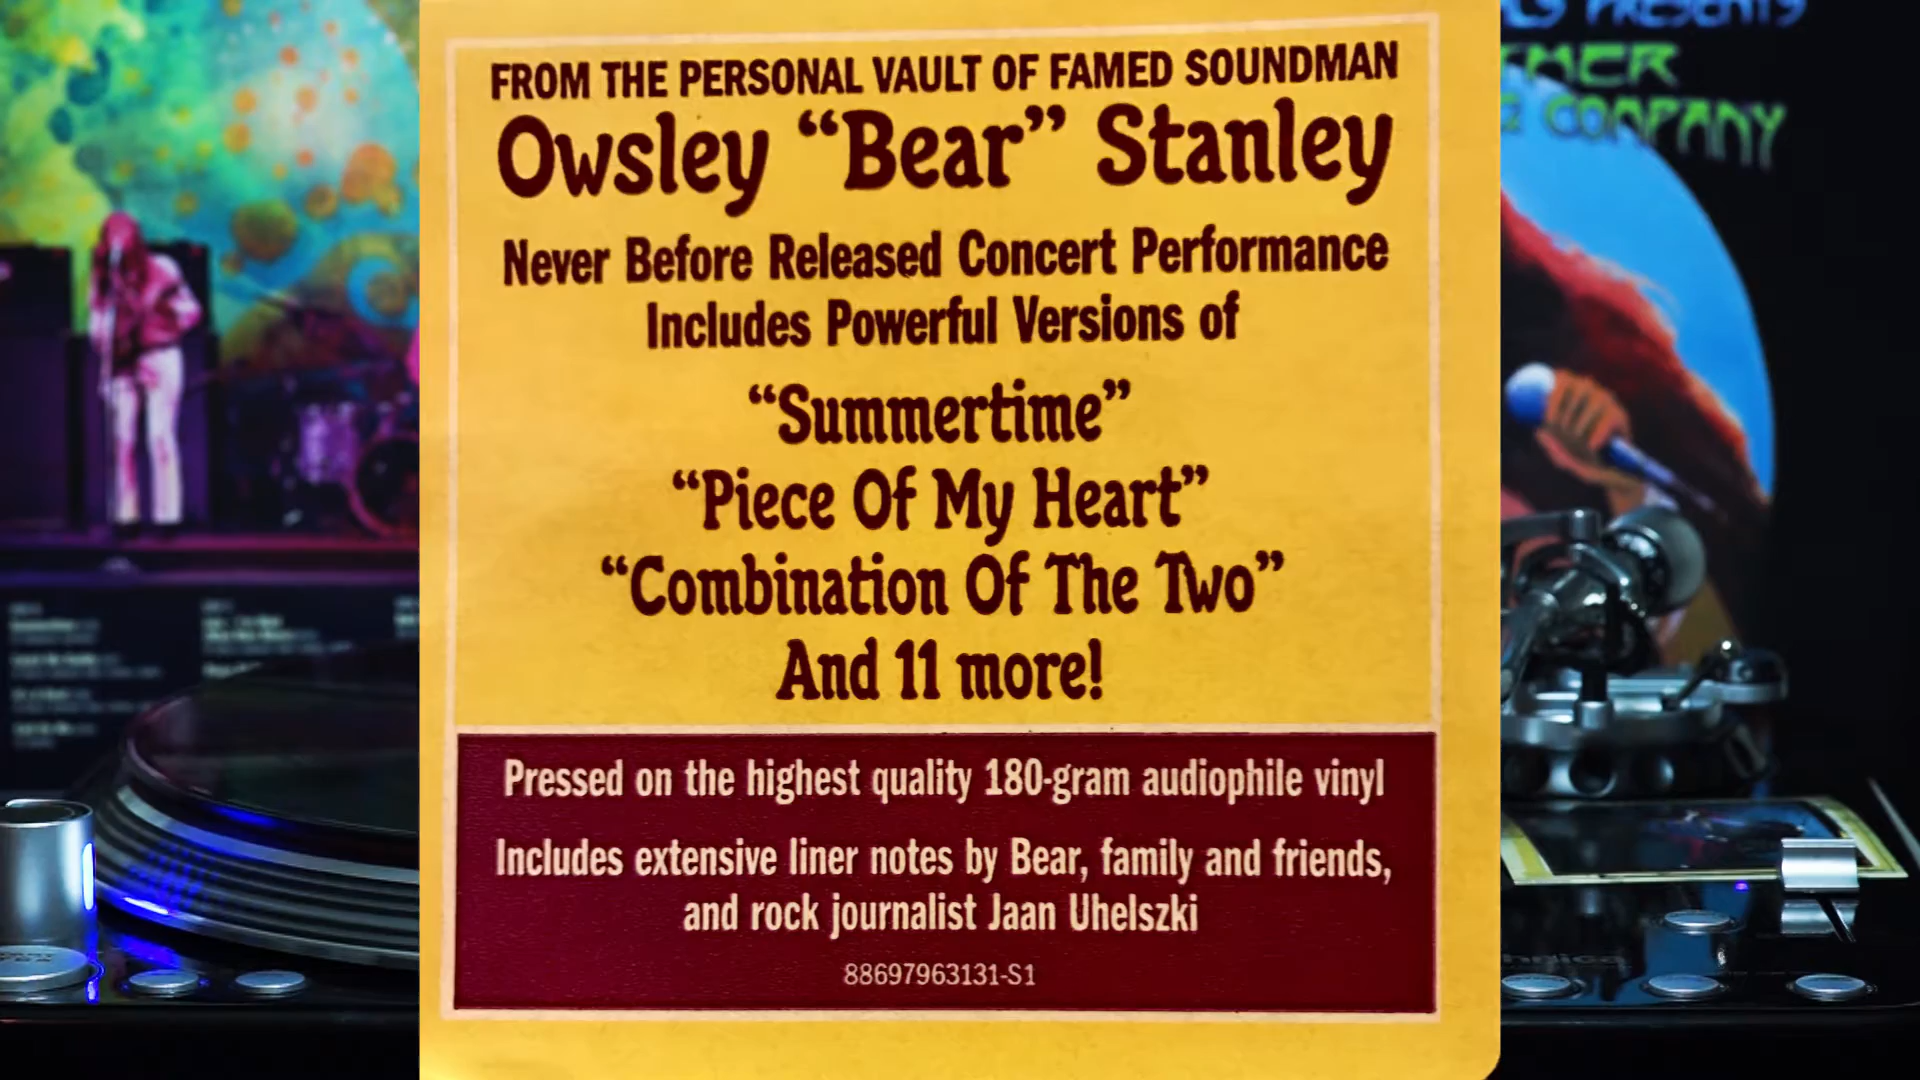 FROM THE PERSONAL VAULT OF FAMED SOUNDMAN
Owsley “Bear” Stanley
Never Before Released Concert Performance
Includes Powerful Versions of
“Summertime”
“Piece Of My Heart”
“Combination Of The Two”
And 11 more!
Pressed on the highest quality 180-gram audiophile vinyl
Includes extensive liner notes by Bear, family and friends,
and rock journalist Jaan Uhelszki
88697963131-S1
PRESENTS
COMPANY